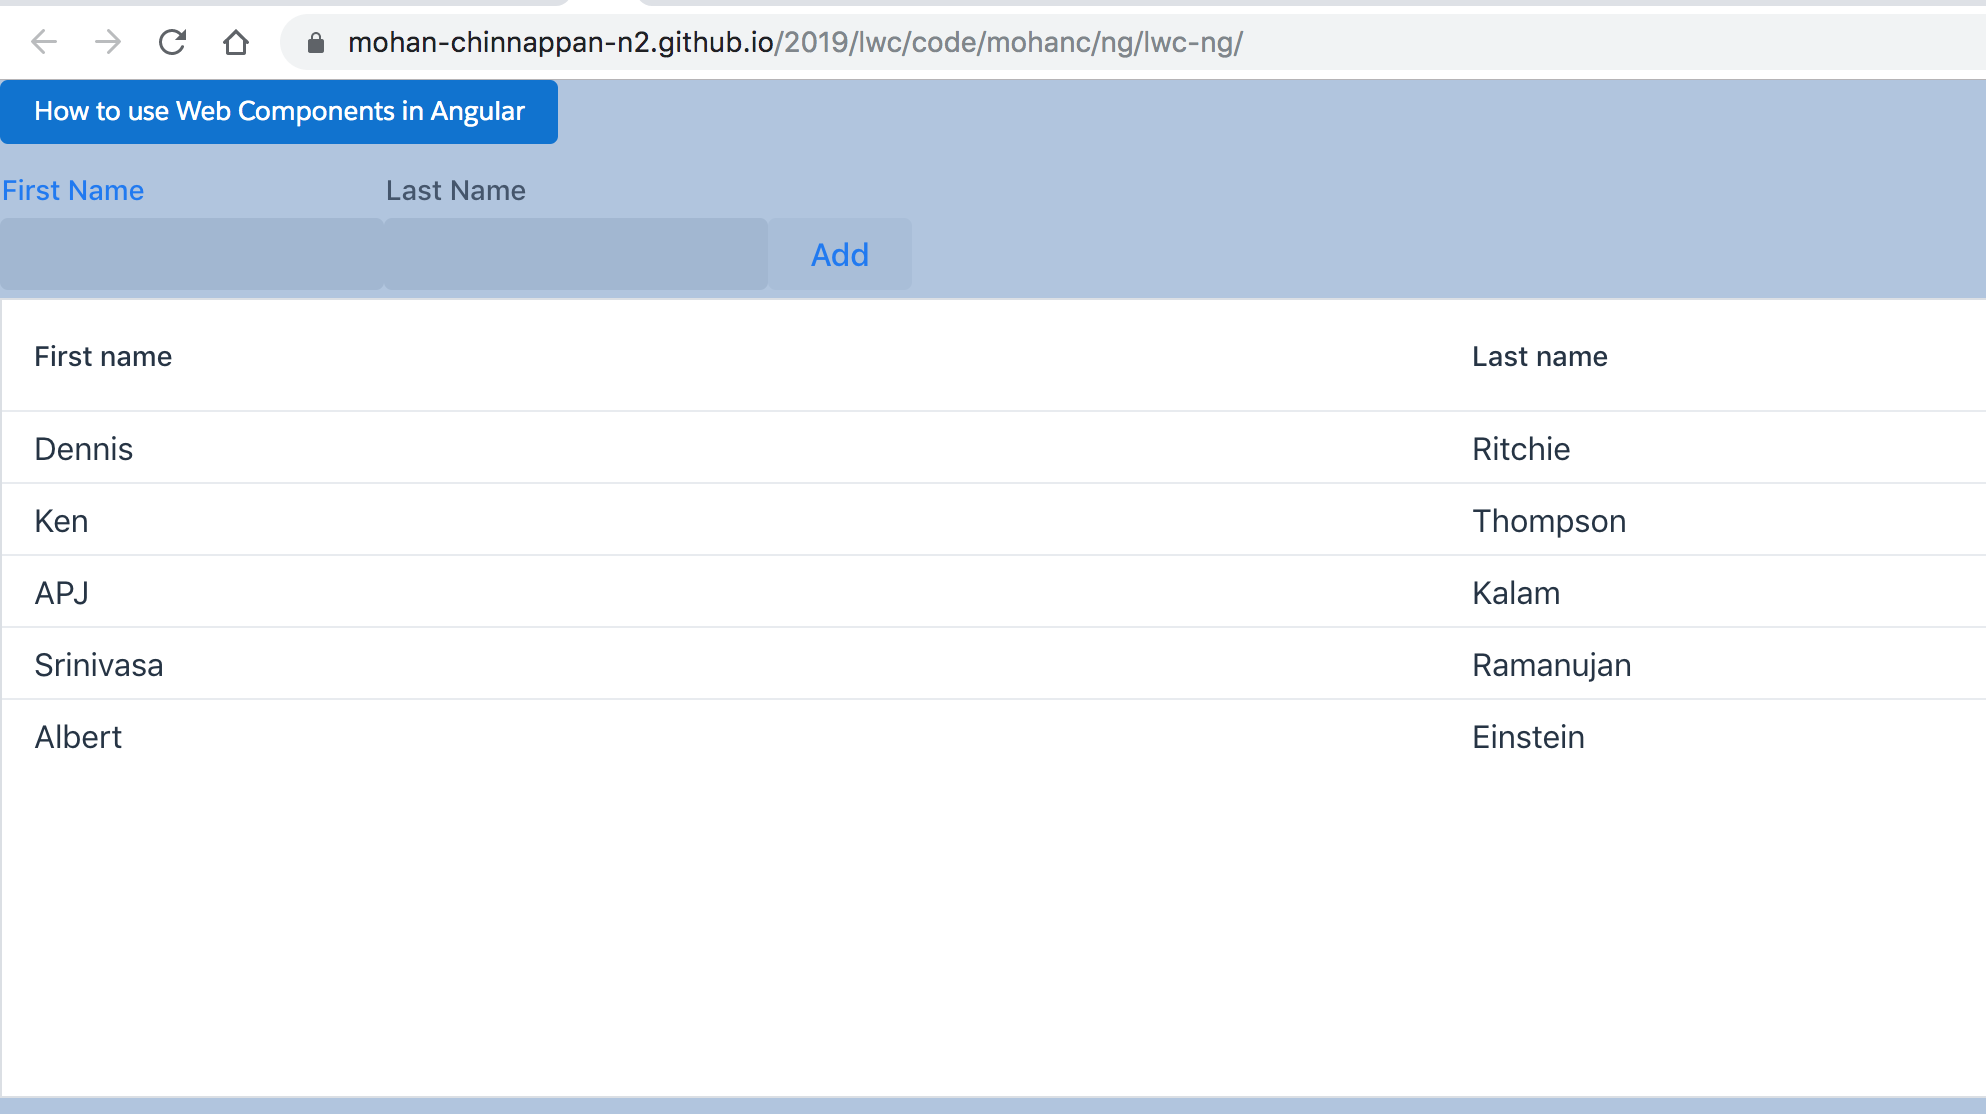 mohan-chinnappan-n2.github.io/2019/lwc/code/mohanc/ng/lwc-ng/
How to use Web Components in Angular
First Name Last Name
Add
First name Last name
Dennis Ritchie
Ken Thompson
APJ Kalam
Srinivasa Ramanujan
Albert Einstein